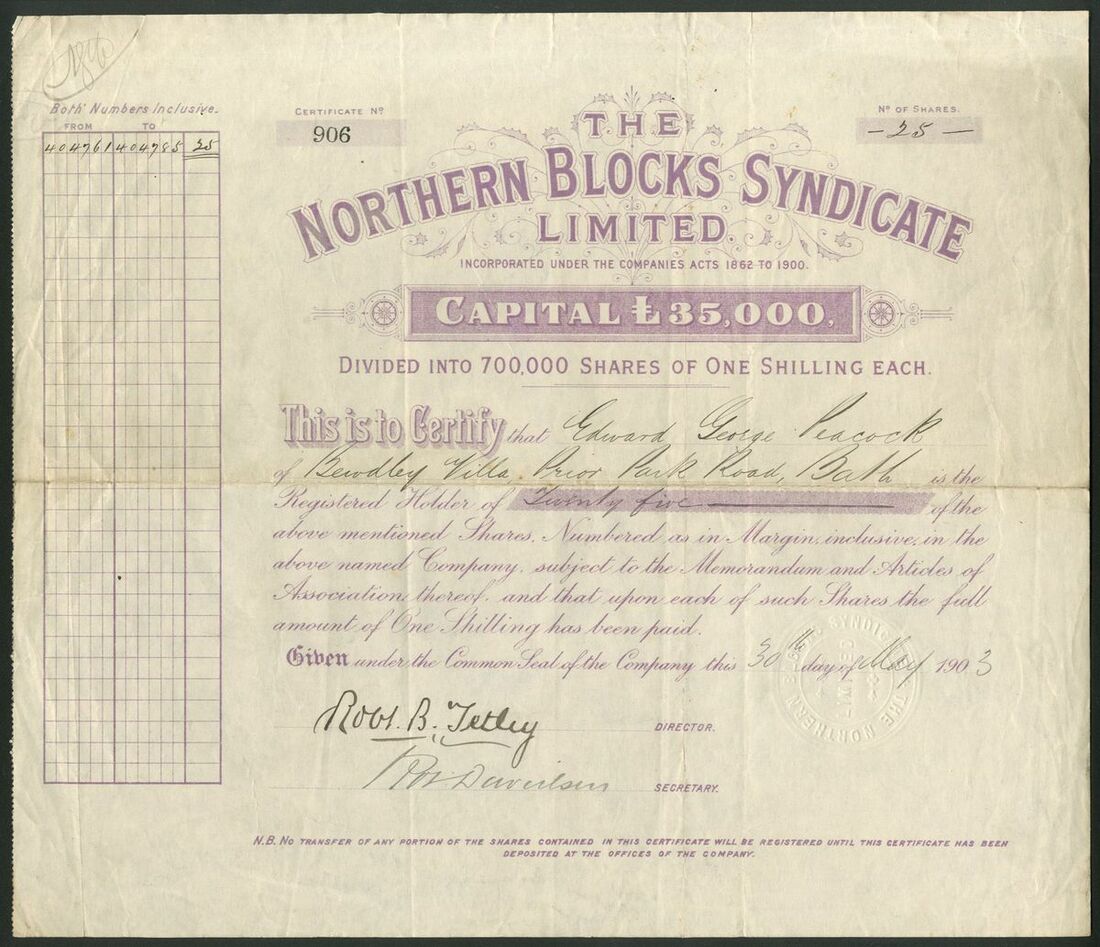 Both Numbers Inclusive.
FROM TO
404761 404785 25
CERTIFICATE Nº
906
Nº OF SHARES.
- 25 -
THE
NORTHERN BLOCKS SYNDICATE
LIMITED.
INCORPORATED UNDER THE COMPANIES ACTS 1862 TO 1900.
CAPITAL £35,000.
DIVIDED INTO 700,000 SHARES OF ONE SHILLING EACH.
This is to Certify that Edward George Peacock
of Bewdley Villa, Prior Park Road, Bath is the
Registered Holder of Twenty five of the
above mentioned Shares, Numbered as in Margin, inclusive, in the
above named Company, subject to the Memorandum and Articles of
Association thereof, and that upon each of such Shares the full
amount of One Shilling has been paid.
Given under the Common Seal of the Company this 30th day of May 1903
Robt. B. Tetley DIRECTOR.
SECRETARY.
THE NORTHERN BLOCKS SYNDICATE LIMITED
N.B. NO TRANSFER OF ANY PORTION OF THE SHARES CONTAINED IN THIS CERTIFICATE WILL BE REGISTERED UNTIL THIS CERTIFICATE HAS BEEN
DEPOSITED AT THE OFFICES OF THE COMPANY.